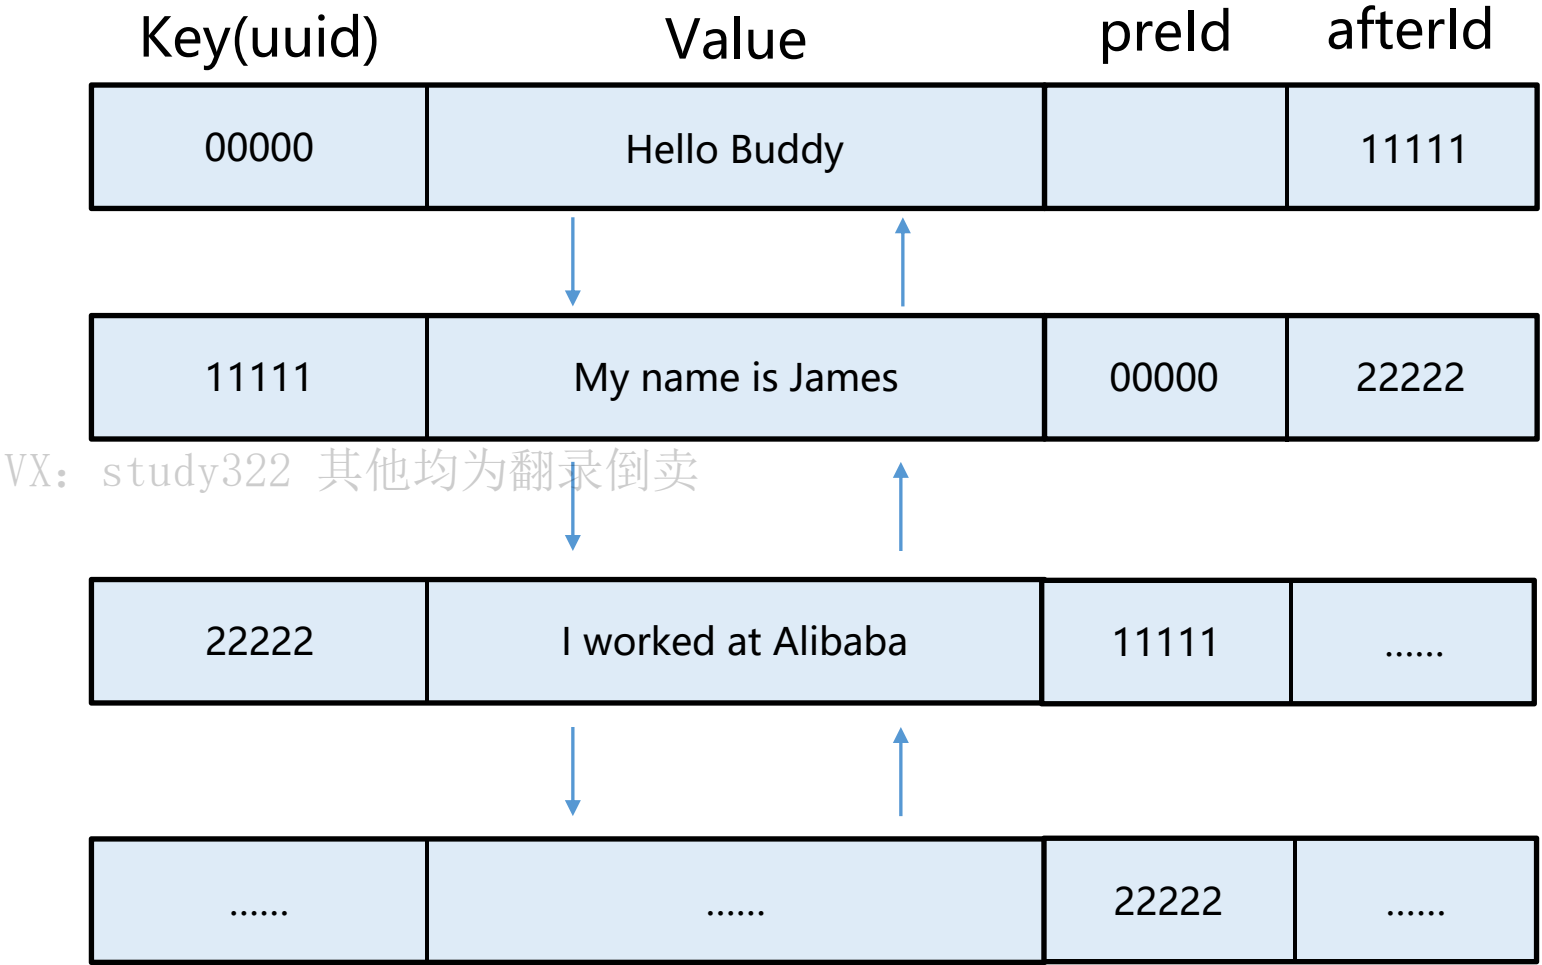 Key(uuid) Value preId afterId
00000 Hello Buddy 11111
11111 My name is James 00000 22222
VX: study322 其他均为翻录倒卖
22222 I worked at Alibaba 11111 ......
...... ...... 22222 ......